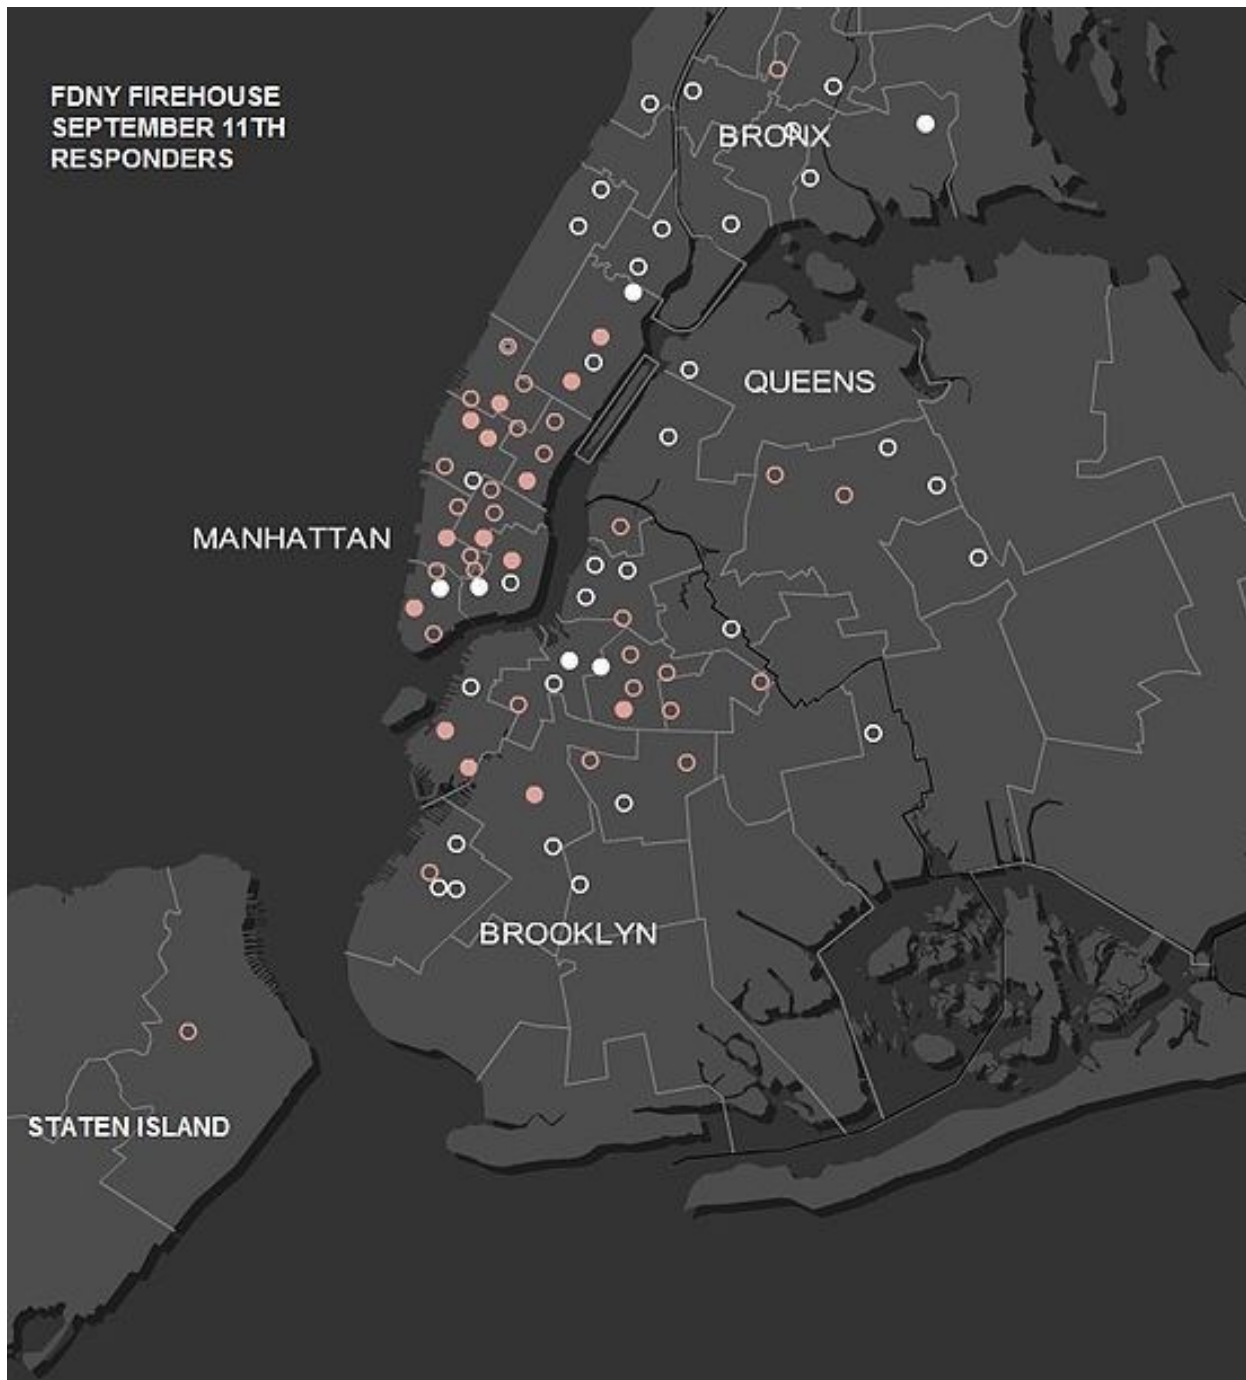 FDNY FIREHOUSE
SEPTEMBER 11TH
RESPONDERS
BRONX
QUEENS
MANHATTAN
BROOKLYN
STATEN ISLAND